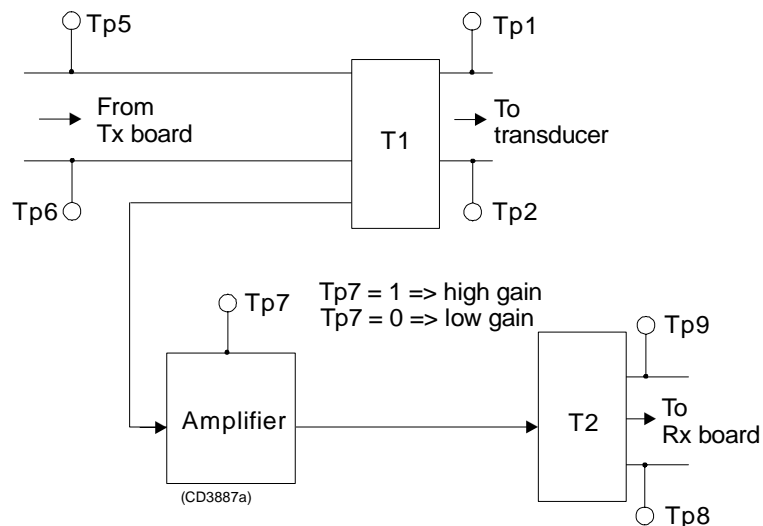 Tp5
Tp1
From
Tx board
T1
To
transducer
Tp6
Tp2
Tp7
Tp7 = 1 => high gain
Tp7 = 0 => low gain
Tp9
Amplifier
T2
To
Rx board
(CD3887a)
Tp8